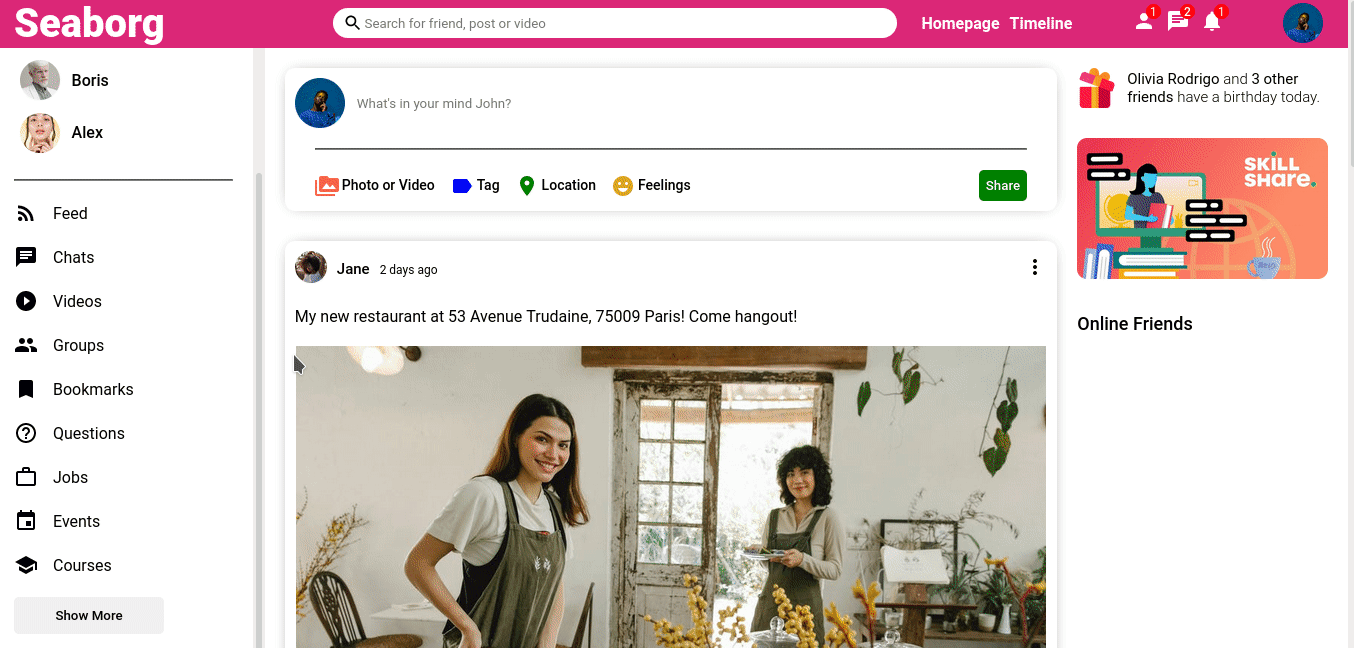 Seaborg
Search for friend, post or video
Homepage Timeline
1
2
1
Boris
Alex
Feed
Chats
Videos
Groups
Bookmarks
Questions
Jobs
Events
Courses
Show More
What's in your mind John?
Photo or Video
Tag
Location
Feelings
Share
Jane 2 days ago
My new restaurant at 53 Avenue Trudaine, 75009 Paris! Come hangout!
Olivia Rodrigo and 3 other
friends have a birthday today.
SKILL
SHARE.
Online Friends